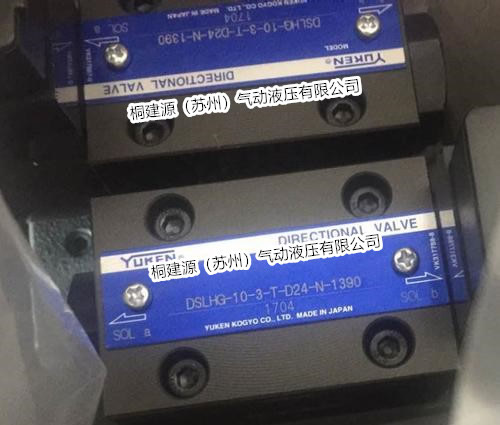 SOL a
MODEL
DSLHG-10-3-T-D24-N-1390
1704
YUKEN KOGYO CO., LTD. MADE IN JAPAN
YUKEN®
DIRECTIONAL VALVE
桐建源（苏州）气动液压有限公司
YUKEN®
DIRECTIONAL VALVE
桐建源（苏州）气动液压有限公司
DSLHG-10-3-T-D24-N-1390
1704
SOL a
SOL b
YUKEN KOGYO CO., LTD. MADE IN JAPAN